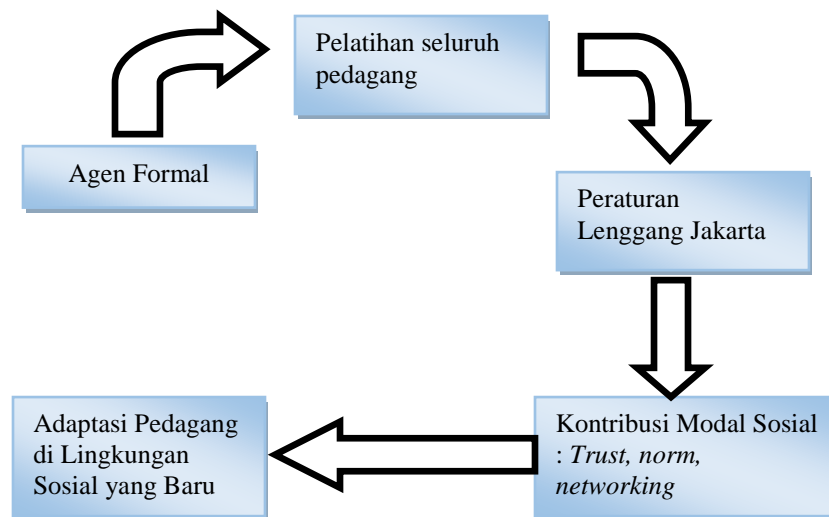 Pelatihan seluruh
pedagang
Agen Formal
Peraturan
Lenggang Jakarta
Kontribusi Modal Sosial
: Trust, norm,
networking
Adaptasi Pedagang
di Lingkungan
Sosial yang Baru